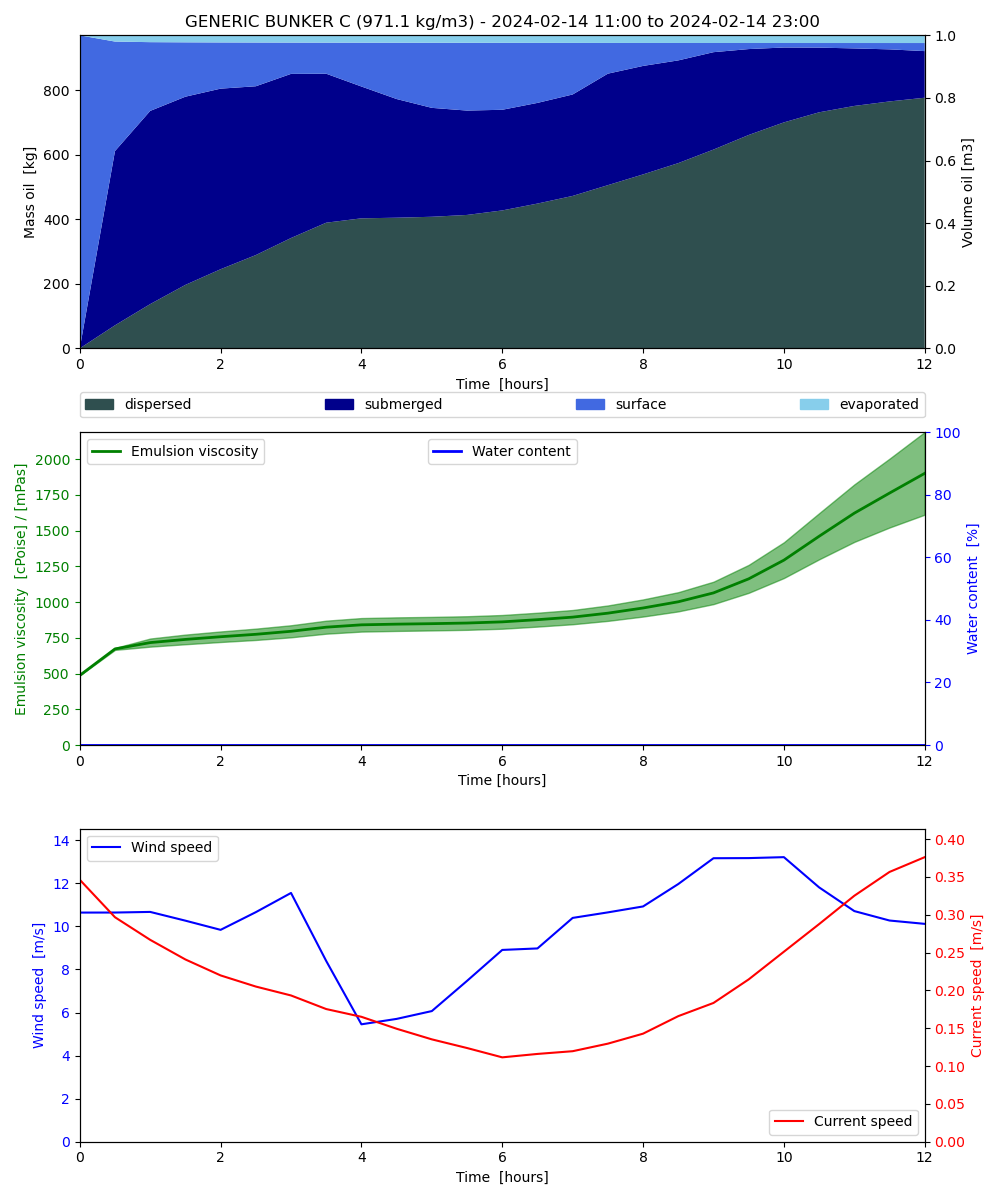 GENERIC BUNKER C (971.1 kg/m3) - 2024-02-14 11:00 to 2024-02-14 23:00
Mass oil [kg]
800
600
400
200
0
1.0
0.8
0.6
0.4
0.2
0.0
Volume oil [m3]
0 2 4 6 8 10 12
Time [hours]
dispersed submerged surface evaporated
Emulsion viscosity Water content
Emulsion viscosity [cPoise] / [mPas]
2000
1750
1500
1250
1000
750
500
250
0
100
80
60
40
20
0
Water content [%]
0 2 4 6 8 10 12
Time [hours]
Wind speed
Wind speed [m/s]
14
12
10
8
6
4
2
0
0.40
0.35
0.30
0.25
0.20
0.15
0.10
0.05
0.00
Current speed [m/s]
Current speed
0 2 4 6 8 10 12
Time [hours]